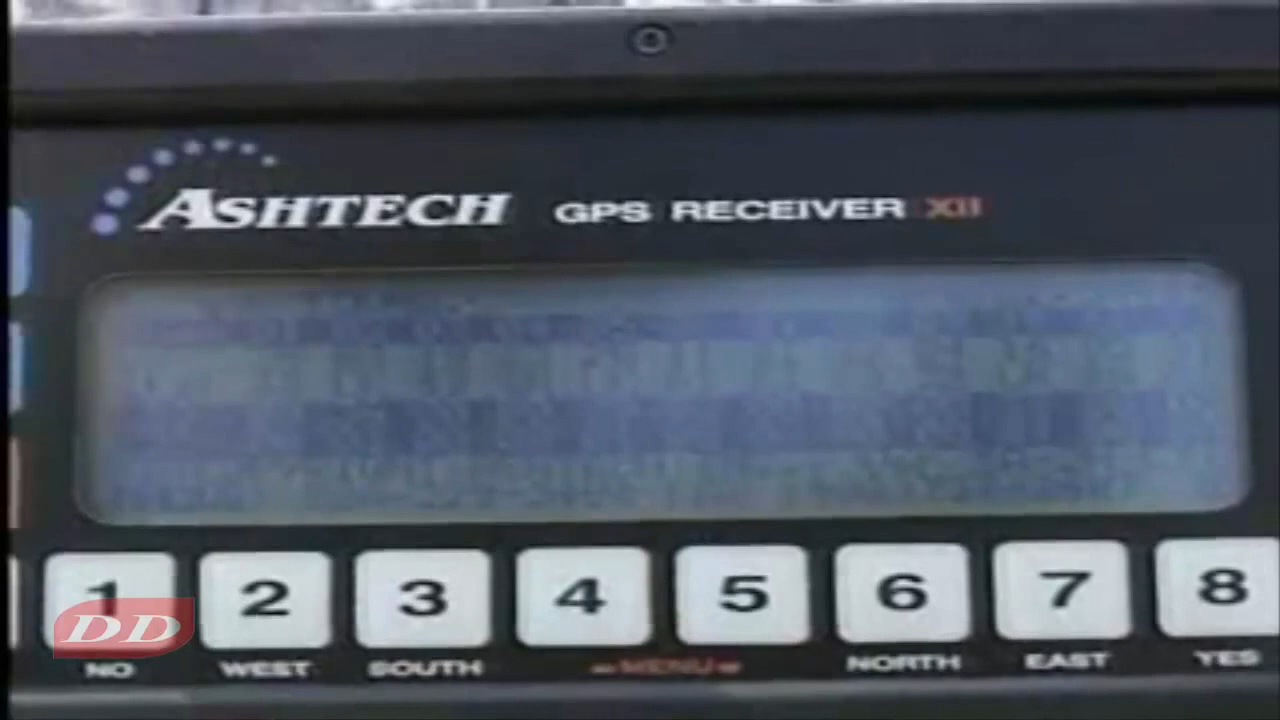 ASHTECH GPS RECEIVER XII
1 2 3 4 5 6 7 8
DD
NO WEST SOUTH MENU NORTH EAST YES